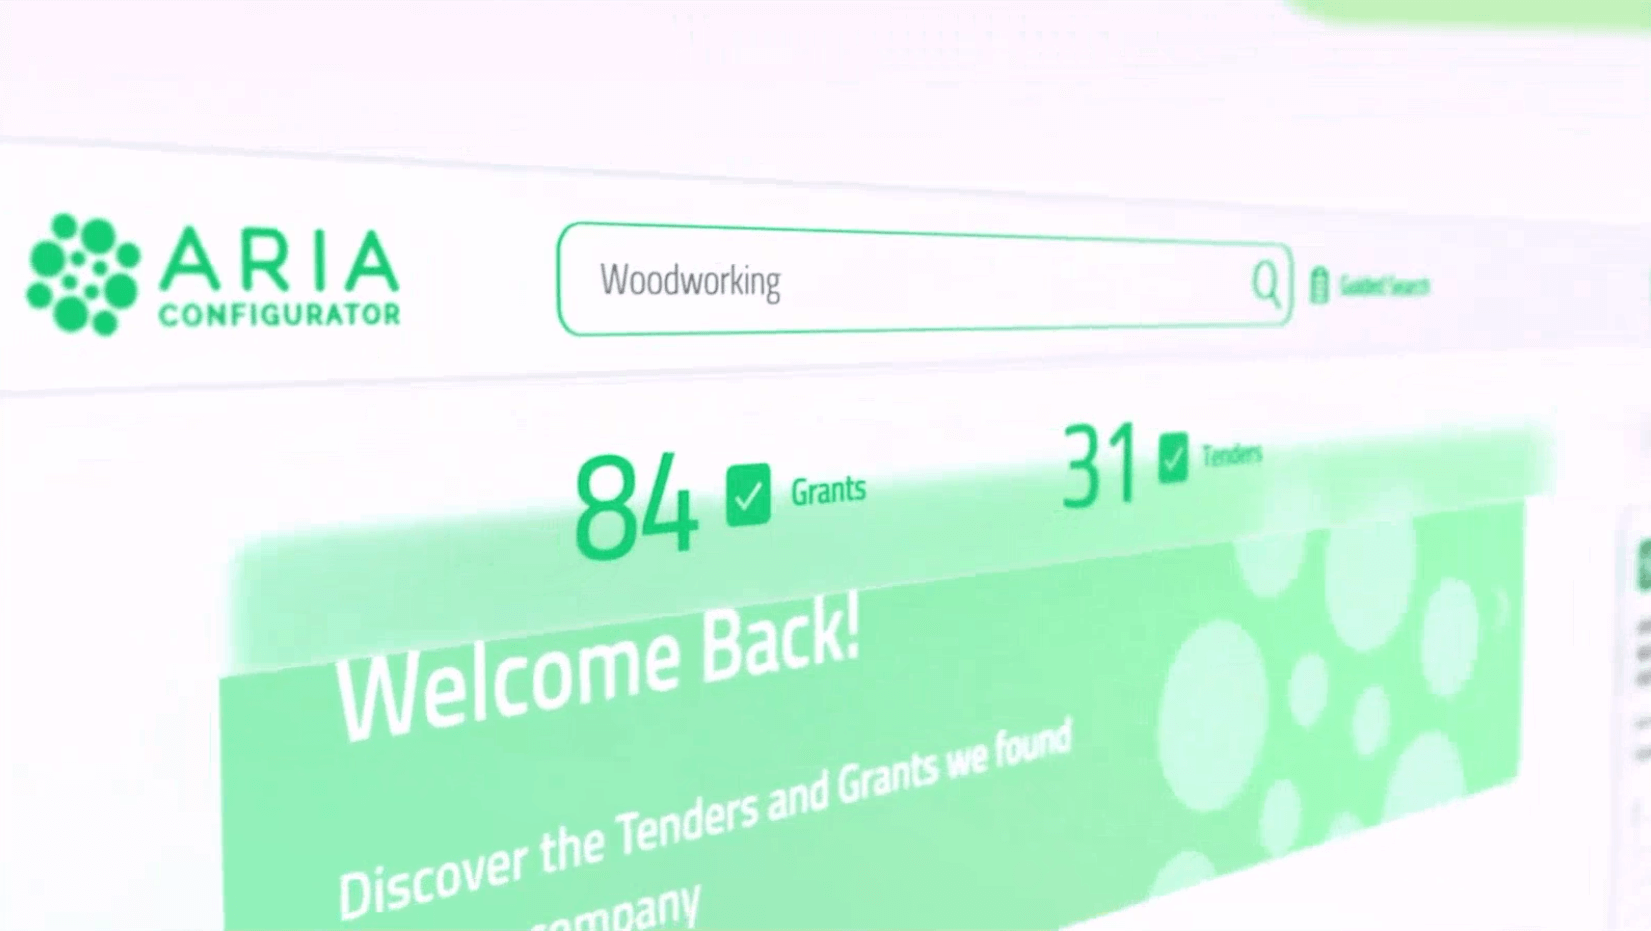 ARIA
CONFIGURATOR
Woodworking
Guided Search
84 Grants
31 Tenders
Welcome Back!
Discover the Tenders and Grants we found
company